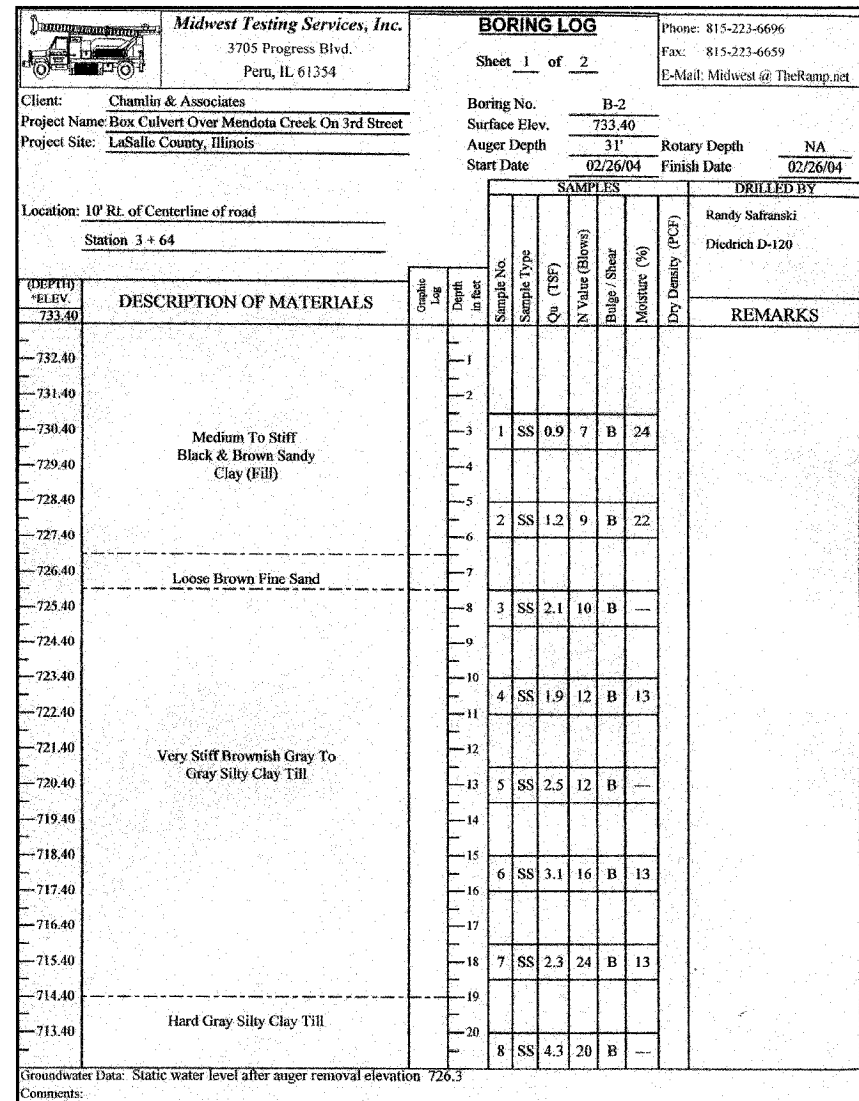 Midwest Testing Services, Inc.
3705 Progress Blvd.
Peru, IL 61354
BORING LOG
Sheet 1 of 2
Phone: 815-223-6696
Fax: 815-223-6659
E-Mail: Midwest @ TheRamp.net
Client: Chamlin & Associates
Project Name: Box Culvert Over Mendota Creek On 3rd Street
Project Site: LaSalle County, Illinois
Boring No. B-2
Surface Elev. 733.40
Auger Depth 31' Rotary Depth NA
Start Date 02/26/04 Finish Date 02/26/04
Location: 10' Rt. of Centerline of road
Station 3 + 64
SAMPLES
DRILLED BY
Randy Safranski
Diedrich D-120
(DEPTH)
*ELEV.
733.40
DESCRIPTION OF MATERIALS
Graphic Log
Depth in feet
Sample No.
Sample Type
Qu (TSF)
N Value (Blows)
Bulge / Shear
Moisture (%)
Dry Density (PCF)
REMARKS
732.40 1
731.40 2
730.40 3 1 SS 0.9 7 B 24
Medium To Stiff
Black & Brown Sandy
Clay (Fill)
729.40 4
728.40 5
2 SS 1.2 9 B 22
727.40 6
726.40 7
Loose Brown Fine Sand
725.40 8 3 SS 2.1 10 B —
724.40 9
723.40 10
4 SS 1.9 12 B 13
722.40 11
721.40 12
Very Stiff Brownish Gray To
Gray Silty Clay Till
720.40 13 5 SS 2.5 12 B —
719.40 14
718.40 15
6 SS 3.1 16 B 13
717.40 16
716.40 17
715.40 18 7 SS 2.3 24 B 13
714.40 19
Hard Gray Silty Clay Till
713.40 20
8 SS 4.3 20 B —
Groundwater Data: Static water level after auger removal elevation 726.3
Comments: